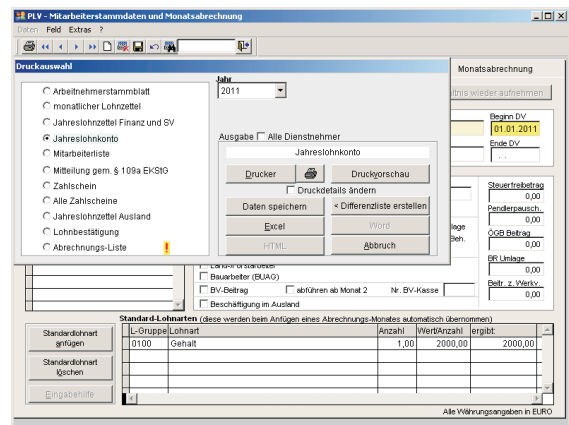 PLV - Mitarbeiterstammdaten und Monatsabrechnung
Daten Feld Extras ?
Druckauswahl
Monatsabrechnung
Jahr
2011
wieder aufnehmen
Arbeitnehmerstammblatt
monatlicher Lohnzettel
Jahreslohnzettel Finanz und SV
Jahreslohnkonto
Mitarbeiterliste
Mitteilung gem. § 109a EKStG
Zahlschein
Alle Zahlscheine
Jahreslohnzettel Ausland
Lohnbestätigung
Abrechnungs-Liste !
Ausgabe Alle Dienstnehmer
Jahreslohnkonto
Drucker
Druckvorschau
Druckdetails ändern
Daten speichern
< Differenzliste erstellen
Excel
Word
HTML
Abbruch
Beginn DV
01.01.2011
Ende DV
. .
Steuerfreibetrag
0,00
Pendlerpausch.
0,00
ÖGB Beitrag
0,00
BR Umlage
0,00
Beitr. z. Werkv.
0,00
lage
Beh.
Land-/Forstarbeiter
Bauarbeiter (BUAG)
BV-Beitrag
abführen ab Monat 2
Nr. BV-Kasse
Beschäftigung im Ausland
Standard-Lohnarten (diese werden beim Anfügen eines Abrechnungs-Monates automatisch übernommen)
Standardlohnart anfügen
Standardlohnart löschen
Eingabehilfe
L-Gruppe Lohnart Anzahl Wert/Anzahl ergibt:
0100 Gehalt 1,00 2000,00 2000,00
Alle Währungsangaben in EURO